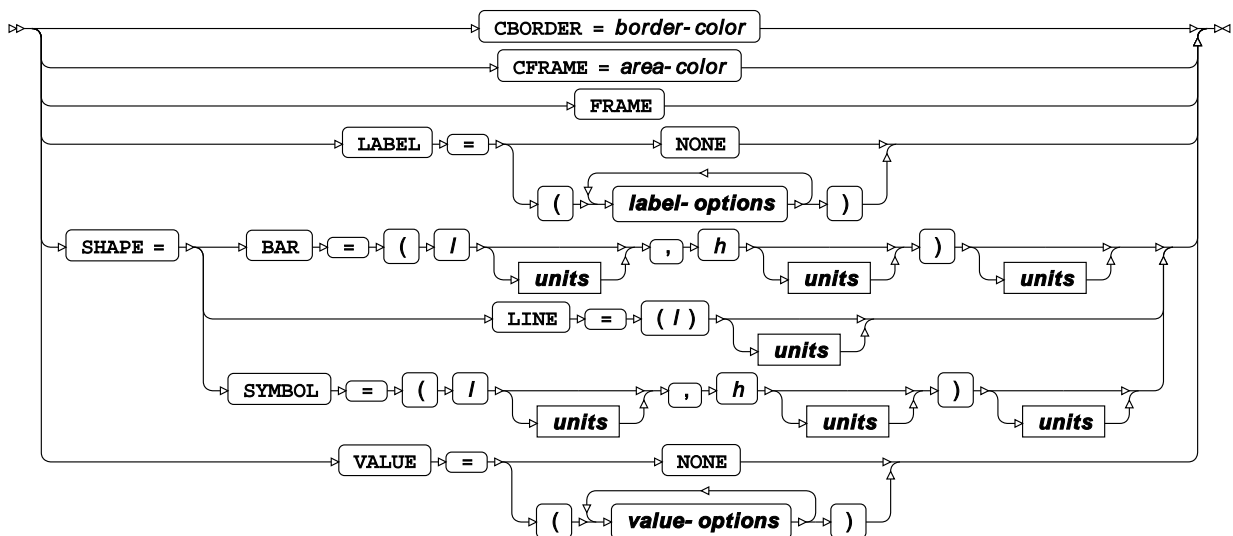 CBORDER = border-color
CFRAME = area-color
FRAME
LABEL = NONE
( label-options )
SHAPE = BAR = ( l , h ) 
units units units
LINE = ( l )
units
SYMBOL = ( l , h )
units units units
VALUE = NONE
( value-options )